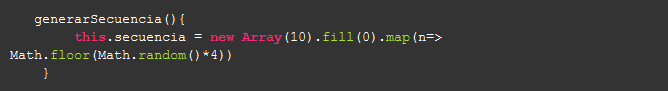 generarSecuencia(){
this.secuencia = new Array(10).fill(0).map(n=>
Math.floor(Math.random()*4))
}